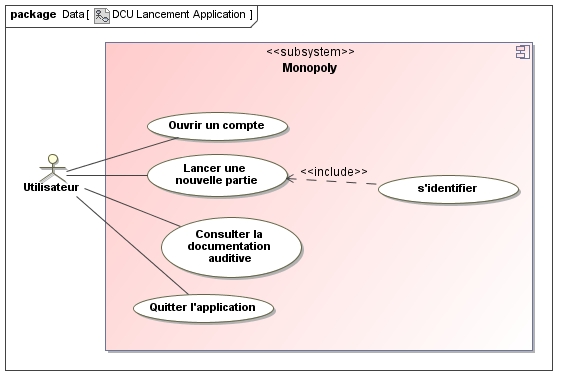 package Data [ DCU Lancement Application ]
<<subsystem>>
Monopoly
Ouvrir un compte
Lancer une
nouvelle partie
<<include>>
s'identifier
Utilisateur
Consulter la
documentation
auditive
Quitter l'application